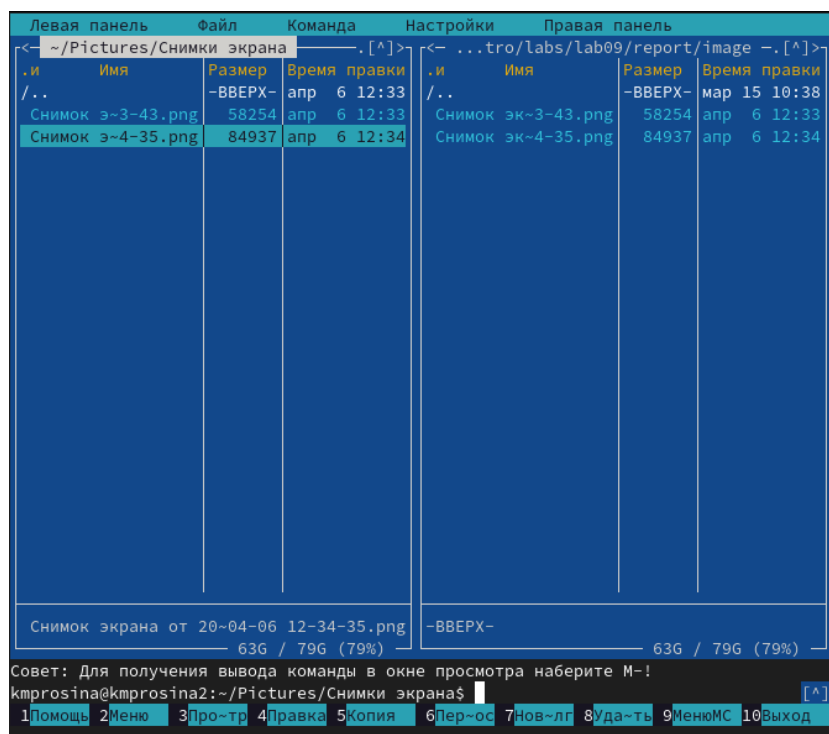 Левая панель Файл Команда Настройки Правая панель
<— ~/Pictures/Снимки экрана .[^]> <— ...tro/labs/lab09/report/image —.[^]>
.и Имя Размер Время правки .и Имя Размер Время правки
/.. -ВВЕРХ- апр 6 12:33 /.. -ВВЕРХ- мар 15 10:38
Снимок э~3-43.png 58254 апр 6 12:33 Снимок эк~3-43.png 58254 апр 6 12:33
Снимок э~4-35.png 84937 апр 6 12:34 Снимок эк~4-35.png 84937 апр 6 12:34
Снимок экрана от 20~04-06 12-34-35.png -ВВЕРХ-
63G / 79G (79%) 63G / 79G (79%)
Совет: Для получения вывода команды в окне просмотра наберите M-!
kmprosina@kmprosina2:~/Pictures/Снимки экрана$ [^]
1Помощь 2Меню 3Про~тр 4Правка 5Копия 6Пер~ос 7Нов~лг 8Уда~ть 9МенюMC 10Выход